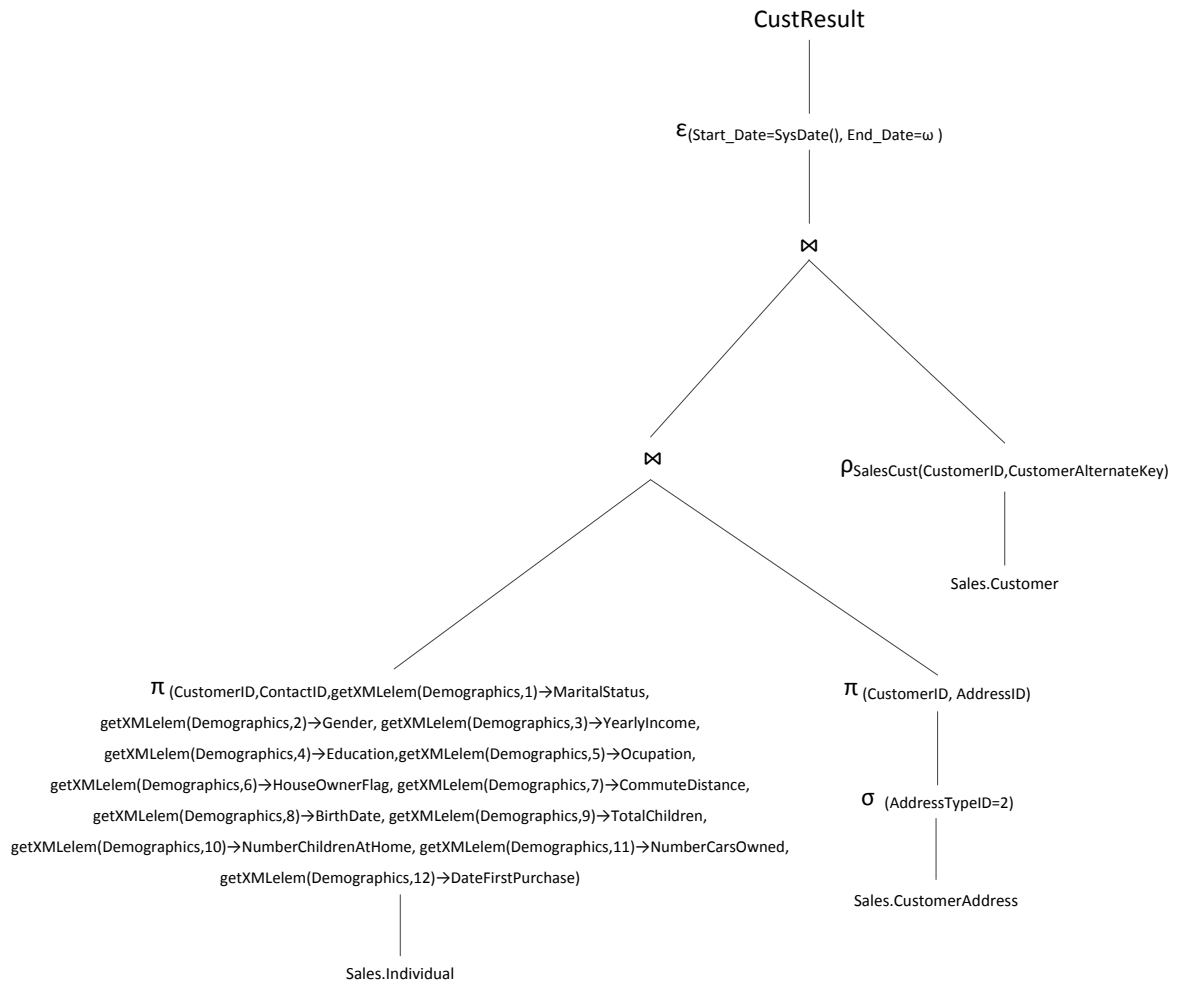 CustResult
ε(Start_Date=SysDate(), End_Date=ω )
⋈
⋈
ρSalesCust(CustomerID,CustomerAlternateKey)
Sales.Customer
π (CustomerID,ContactID,getXMLelem(Demographics,1)→MaritalStatus,
getXMLelem(Demographics,2)→Gender, getXMLelem(Demographics,3)→YearlyIncome,
getXMLelem(Demographics,4)→Education,getXMLelem(Demographics,5)→Ocupation,
getXMLelem(Demographics,6)→HouseOwnerFlag, getXMLelem(Demographics,7)→CommuteDistance,
getXMLelem(Demographics,8)→BirthDate, getXMLelem(Demographics,9)→TotalChildren,
getXMLelem(Demographics,10)→NumberChildrenAtHome, getXMLelem(Demographics,11)→NumberCarsOwned,
getXMLelem(Demographics,12)→DateFirstPurchase)
Sales.Individual
π (CustomerID, AddressID)
σ (AddressTypeID=2)
Sales.CustomerAddress